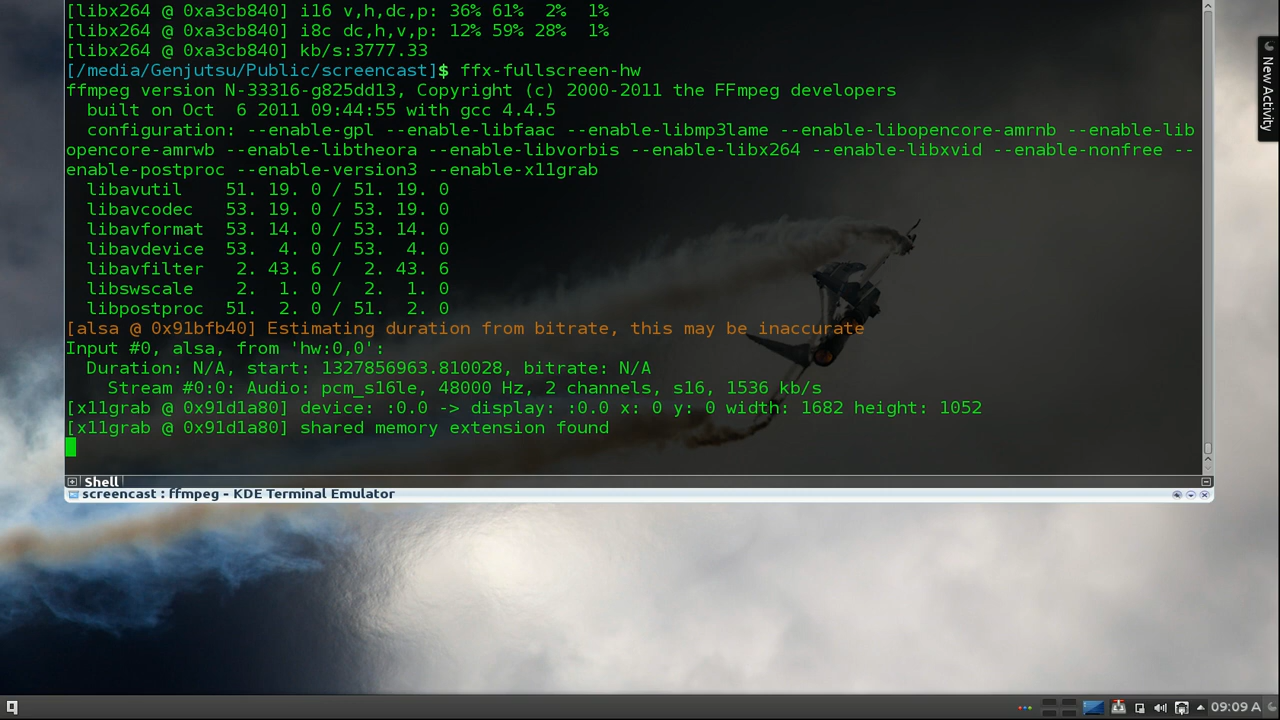 [libx264 @ 0xa3cb840] i16 v,h,dc,p: 36% 61%  2%  1%
[libx264 @ 0xa3cb840] i8c dc,h,v,p: 12% 59% 28%  1%
[libx264 @ 0xa3cb840] kb/s:3777.33
[/media/Genjutsu/Public/screencast]$ ffx-fullscreen-hw
ffmpeg version N-33316-g825dd13, Copyright (c) 2000-2011 the FFmpeg developers
  built on Oct  6 2011 09:44:55 with gcc 4.4.5
  configuration: --enable-gpl --enable-libfaac --enable-libmp3lame --enable-libopencore-amrnb --enable-lib
opencore-amrwb --enable-libtheora --enable-libvorbis --enable-libx264 --enable-libxvid --enable-nonfree --
enable-postproc --enable-version3 --enable-x11grab
  libavutil    51. 19. 0 / 51. 19. 0
  libavcodec   53. 19. 0 / 53. 19. 0
  libavformat  53. 14. 0 / 53. 14. 0
  libavdevice  53.  4. 0 / 53.  4. 0
  libavfilter   2. 43. 6 /  2. 43. 6
  libswscale    2.  1. 0 /  2.  1. 0
  libpostproc  51.  2. 0 / 51.  2. 0
[alsa @ 0x91bfb40] Estimating duration from bitrate, this may be inaccurate
Input #0, alsa, from 'hw:0,0':
  Duration: N/A, start: 1327856963.810028, bitrate: N/A
    Stream #0:0: Audio: pcm_s16le, 48000 Hz, 2 channels, s16, 1536 kb/s
[x11grab @ 0x91d1a80] device: :0.0 -> display: :0.0 x: 0 y: 0 width: 1682 height: 1052
[x11grab @ 0x91d1a80] shared memory extension found
Shell
screencast : ffmpeg - KDE Terminal Emulator
New Activity
09:09 A